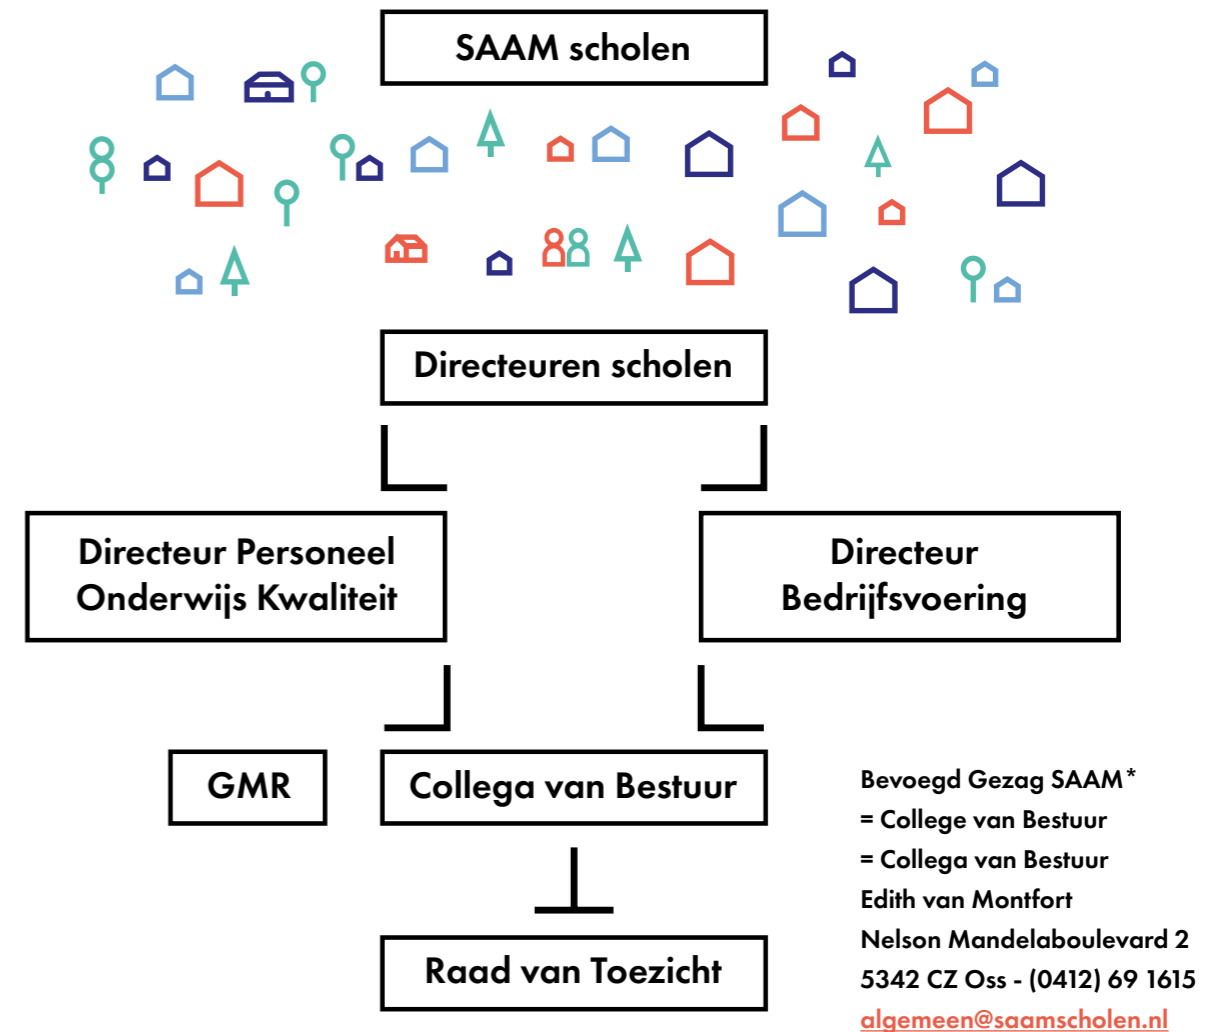 SAAM scholen
Directeuren scholen
Directeur Personeel
Onderwijs Kwaliteit
Directeur
Bedrijfsvoering
GMR
Collega van Bestuur
Raad van Toezicht
Bevoegd Gezag SAAM*
= College van Bestuur
= Collega van Bestuur
Edith van Montfort
Nelson Mandelaboulevard 2
5342 CZ Oss - (0412) 69 1615
algemeen@saamscholen.nl